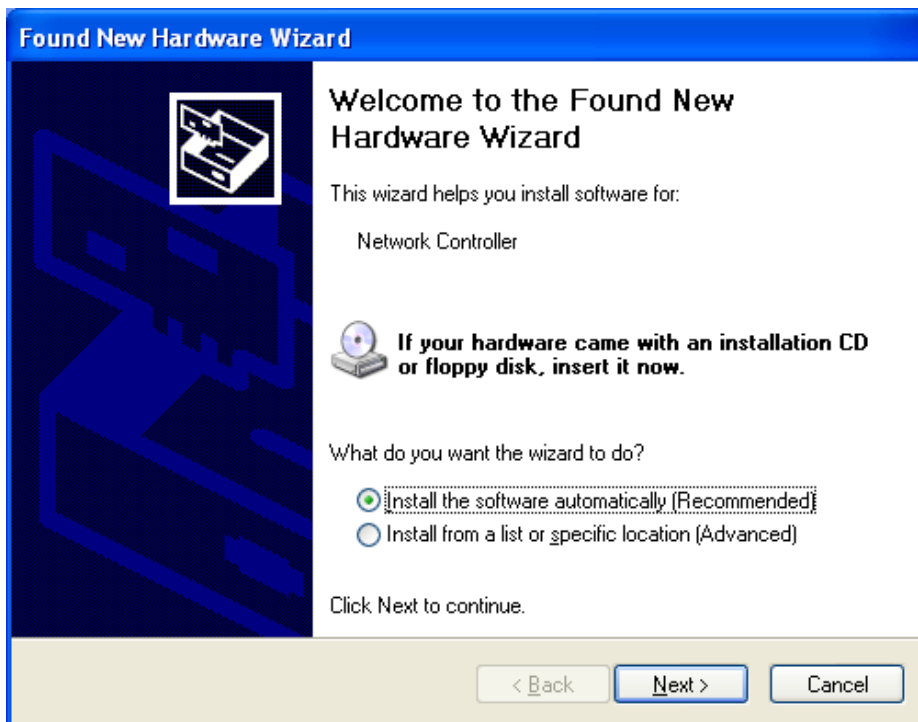 Found New Hardware Wizard
Welcome to the Found New
Hardware Wizard
This wizard helps you install software for:
Network Controller
If your hardware came with an installation CD
or floppy disk, insert it now.
What do you want the wizard to do?
Install the software automatically (Recommended)
Install from a list or specific location (Advanced)
Click Next to continue.
< Back
Next >
Cancel